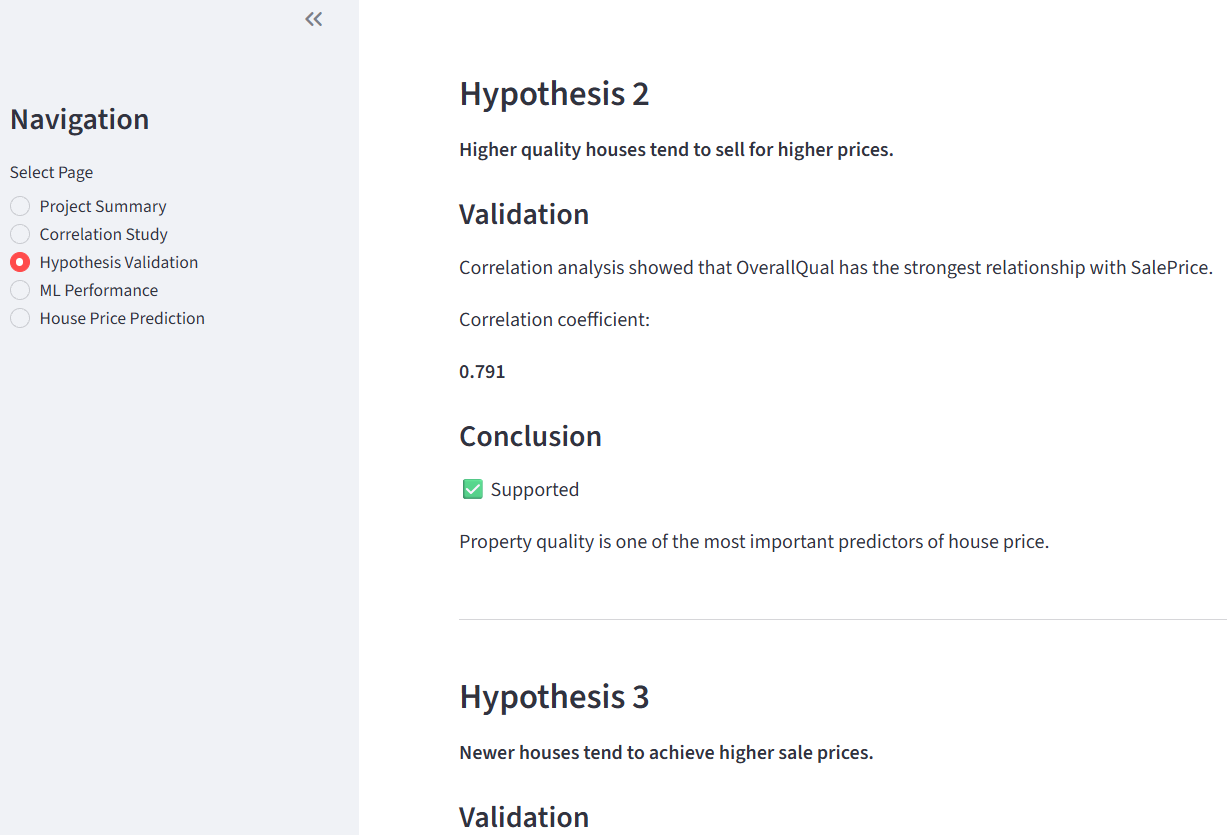 Navigation
Select Page
Project Summary
Correlation Study
Hypothesis Validation
ML Performance
House Price Prediction
Hypothesis 2
Higher quality houses tend to sell for higher prices.
Validation
Correlation analysis showed that OverallQual has the strongest relationship with SalePrice.
Correlation coefficient:
0.791
Conclusion
✅ Supported
Property quality is one of the most important predictors of house price.
Hypothesis 3
Newer houses tend to achieve higher sale prices.
Validation